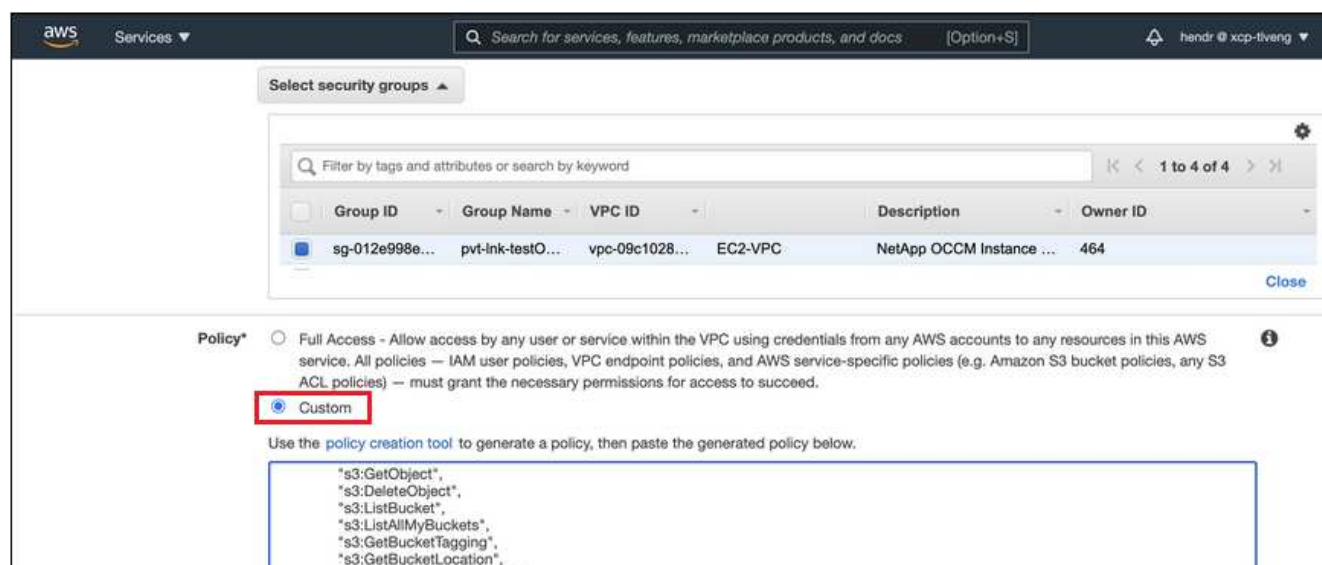 aws Services Search for services, features, marketplace products, and docs [Option+S] hendr @ xcp-tlveng
Select security groups
Filter by tags and attributes or search by keyword 1 to 4 of 4
Group ID Group Name VPC ID Description Owner ID
sg-012e998e... pvt-lnk-testO... vpc-09c1028... EC2-VPC NetApp OCCM Instance ... 464
Close
Policy* Full Access - Allow access by any user or service within the VPC using credentials from any AWS accounts to any resources in this AWS
service. All policies — IAM user policies, VPC endpoint policies, and AWS service-specific policies (e.g. Amazon S3 bucket policies, any S3
ACL policies) — must grant the necessary permissions for access to succeed.
Custom
Use the policy creation tool to generate a policy, then paste the generated policy below.
"s3:GetObject",
"s3:DeleteObject",
"s3:ListBucket",
"s3:ListAllMyBuckets",
"s3:GetBucketTagging",
"s3:GetBucketLocation",